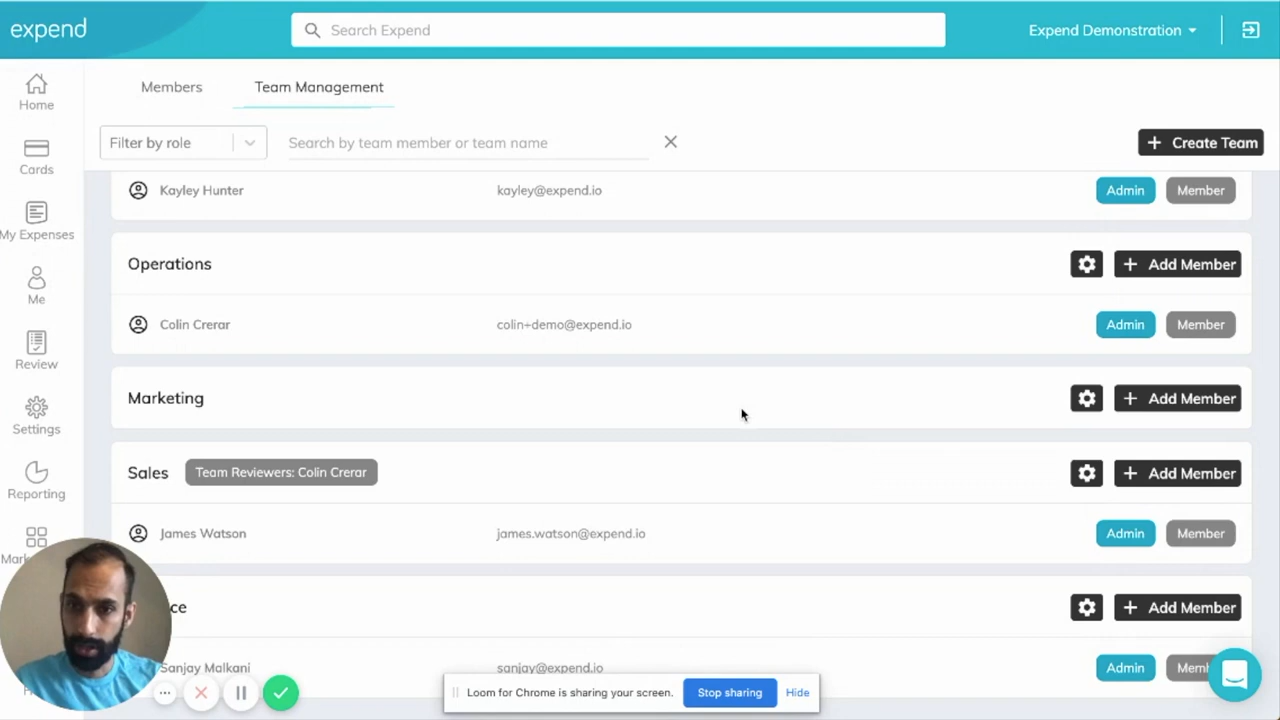 expend
Search Expend
Expend Demonstration
Home
Cards
My Expenses
Me
Review
Settings
Reporting
Members
Team Management
Filter by role
Search by team member or team name
+ Create Team
Kayley Hunter
kayley@expend.io
Admin
Member
Operations
+ Add Member
Colin Crerar
colin+demo@expend.io
Admin
Member
Marketing
+ Add Member
Sales
Team Reviewers: Colin Crerar
+ Add Member
James Watson
james.watson@expend.io
Admin
Member
+ Add Member
Sanjay Malkani
sanjay@expend.io
Admin
Loom for Chrome is sharing your screen.
Stop sharing
Hide